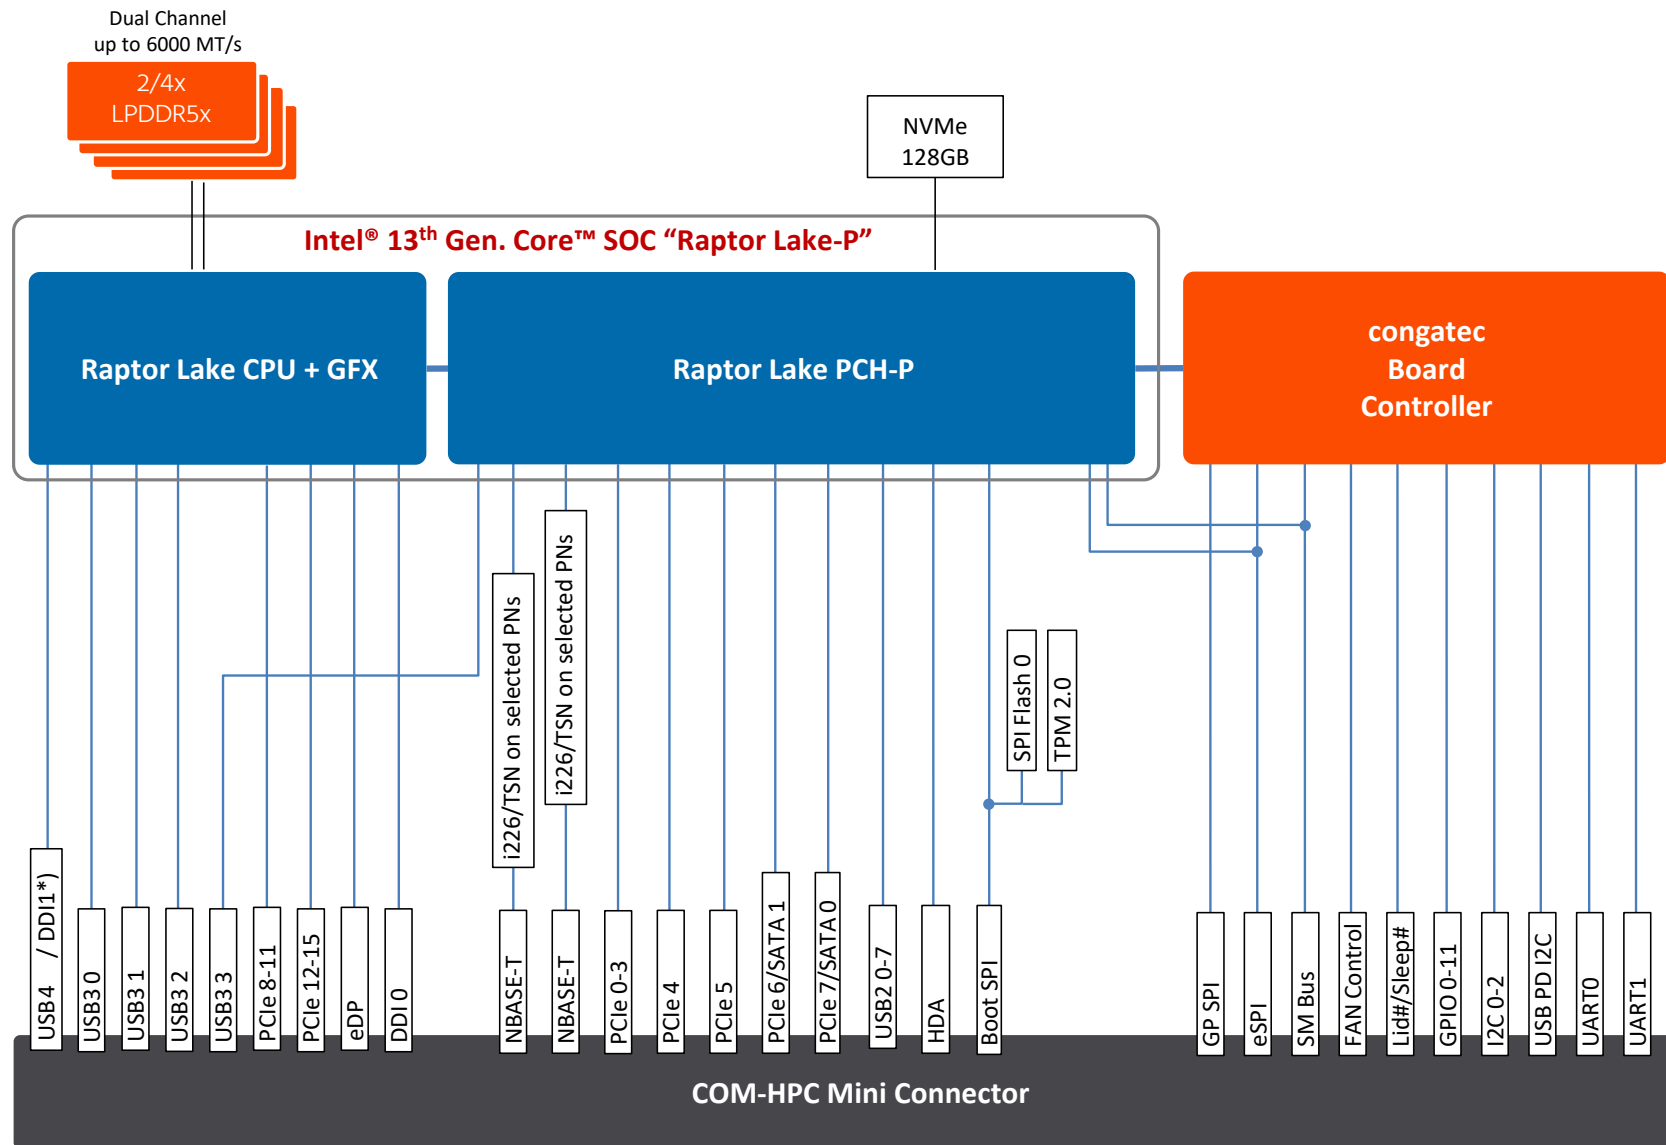 Dual Channel
up to 6000 MT/s
2/4x
LPDDR5x
NVMe
128GB
Intel® 13th Gen. Core™ SOC “Raptor Lake-P”
Raptor Lake CPU + GFX
Raptor Lake PCH-P
congatec
Board
Controller
i226/TSN on selected PNs
i226/TSN on selected PNs
SPI Flash 0
TPM 2.0
USB4 / DDI1*)
USB3 0
USB3 1
USB3 2
USB3 3
PCIe 8-11
PCIe 12-15
eDP
DDI 0
NBASE-T
NBASE-T
PCIe 0-3
PCIe 4
PCIe 5
PCIe 6/SATA 1
PCIe 7/SATA 0
USB2 0-7
HDA
Boot SPI
GP SPI
eSPI
SM Bus
FAN Control
Lid#/Sleep#
GPIO 0-11
I2C 0-2
USB PD I2C
UART0
UART1
COM-HPC Mini Connector